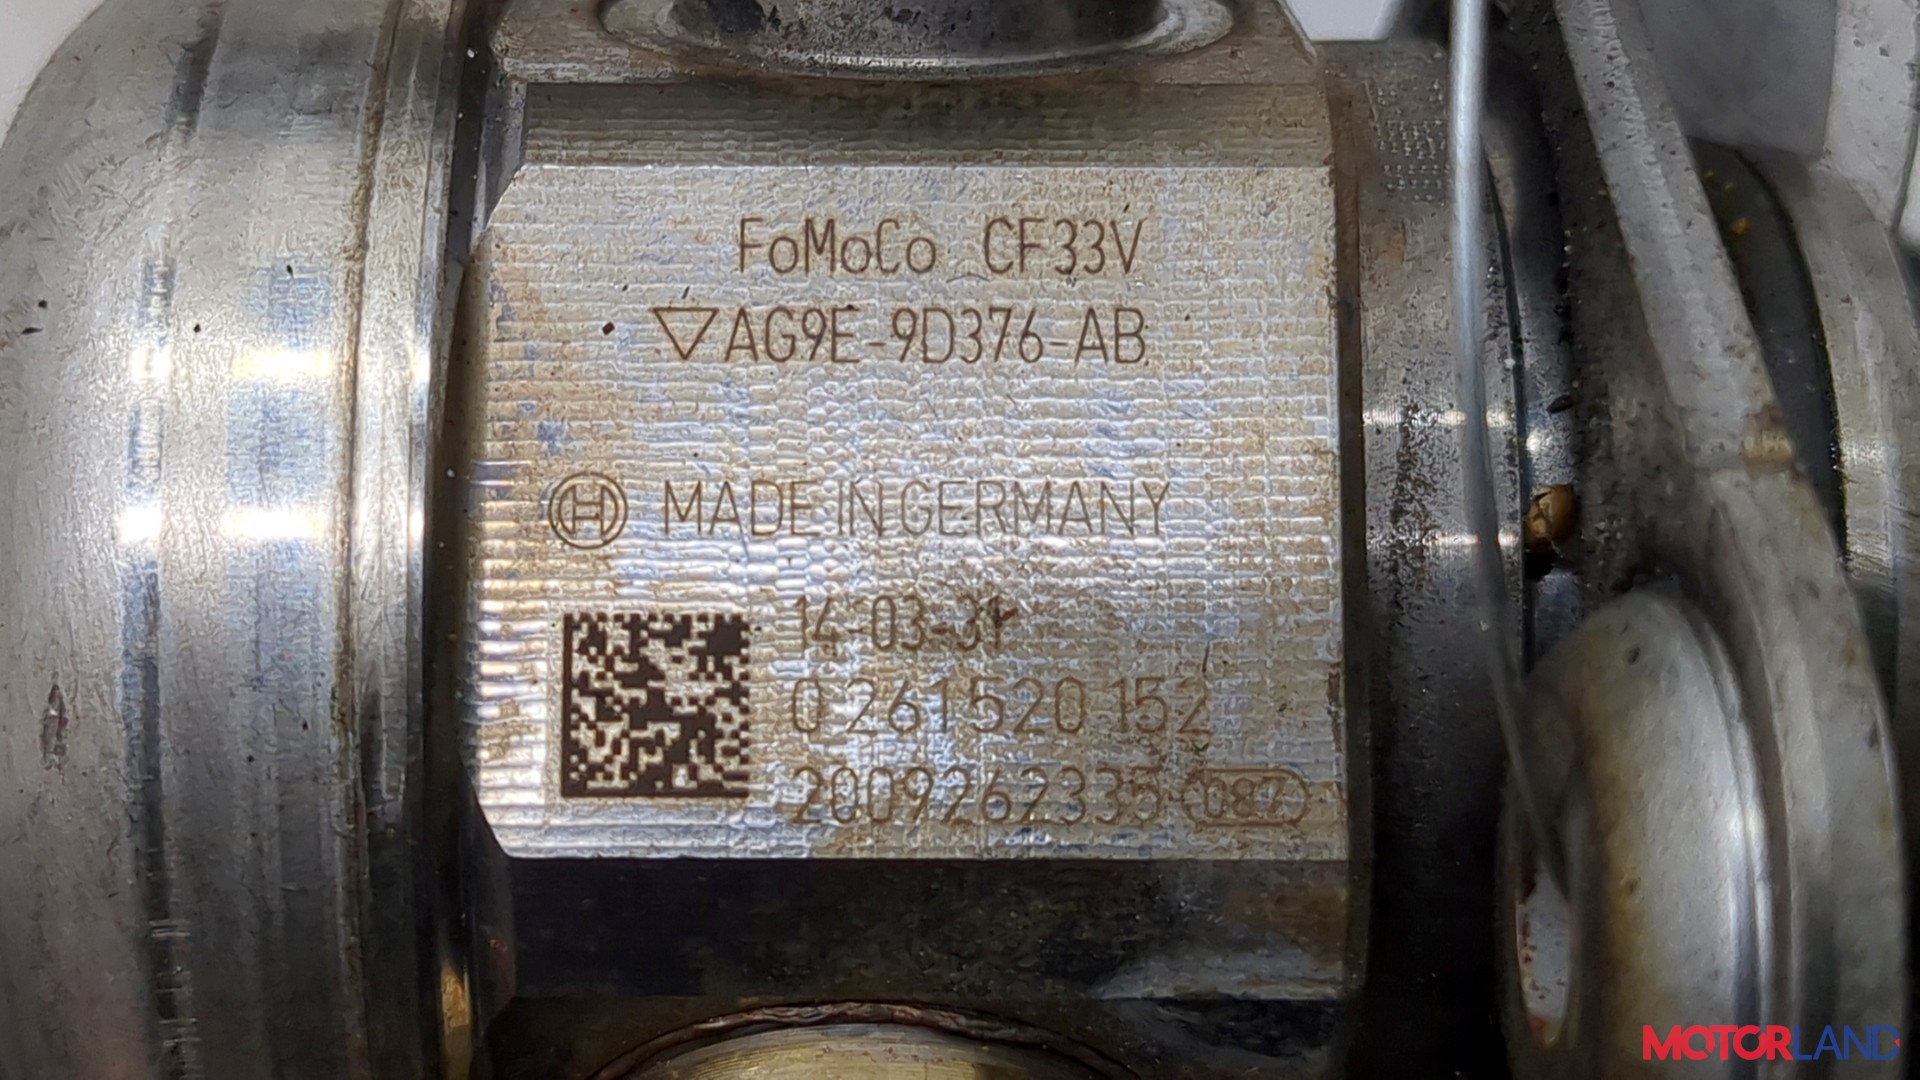 FoMoCo CF33V
▽AG9E-9D376-AB
MADE IN GERMANY
14-03-31
0 261 520 152
2009262335 087
MOTORLAND